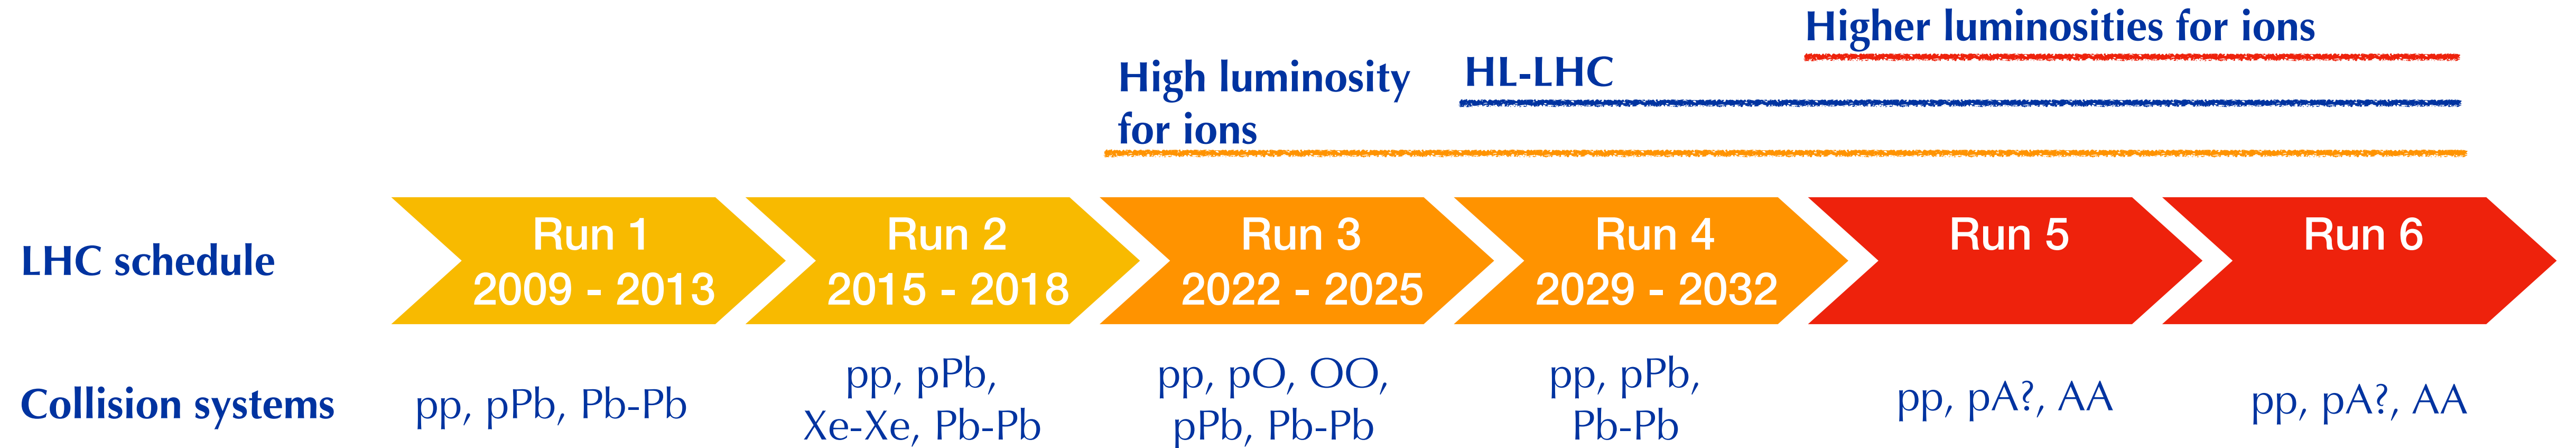 Higher luminosities for ions
High luminosity
for ions
HL-LHC
LHC schedule
Run 1
2009 - 2013
Run 2
2015 - 2018
Run 3
2022 - 2025
Run 4
2029 - 2032
Run 5
Run 6
Collision systems
pp, pPb, Pb-Pb
pp, pPb,
Xe-Xe, Pb-Pb
pp, pO, OO,
pPb, Pb-Pb
pp, pPb,
Pb-Pb
pp, pA?, AA
pp, pA?, AA